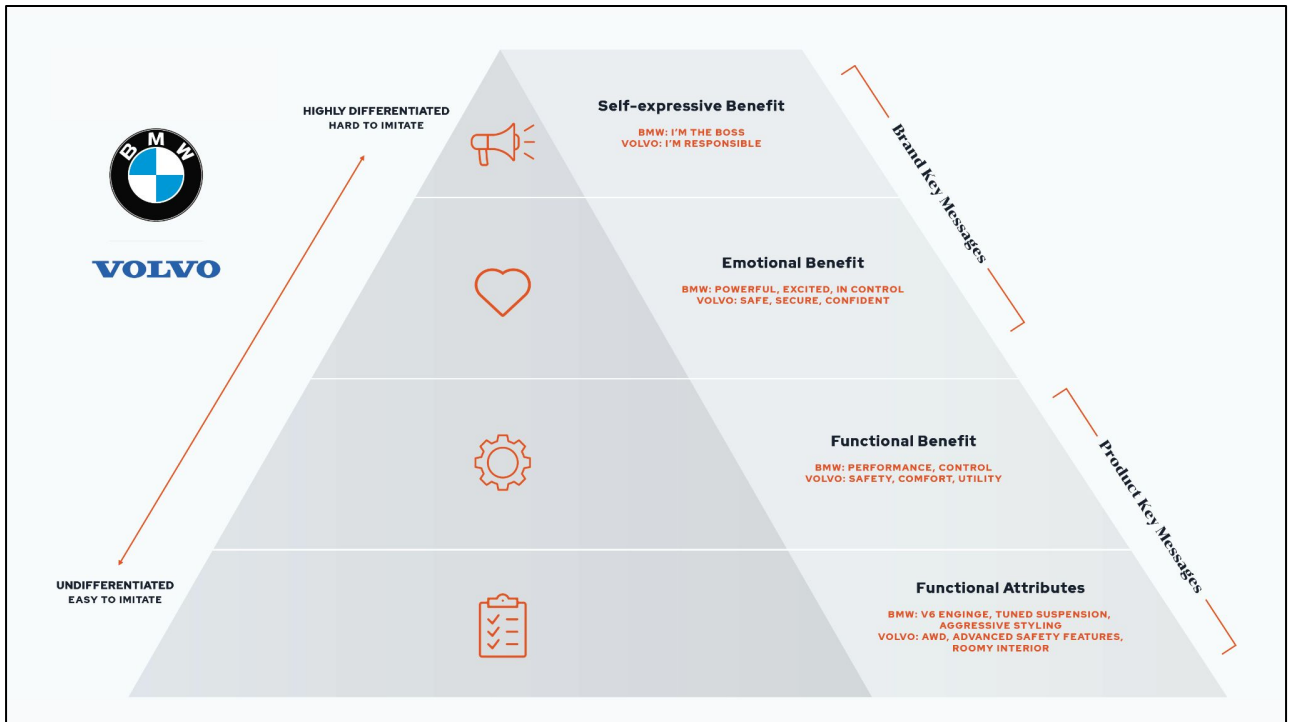 HIGHLY DIFFERENTIATED
HARD TO IMITATE
BMW
VOLVO
UNDIFFERENTIATED
EASY TO IMITATE
Self-expressive Benefit
BMW: I'M THE BOSS
VOLVO: I'M RESPONSIBLE
Emotional Benefit
BMW: POWERFUL, EXCITED, IN CONTROL
VOLVO: SAFE, SECURE, CONFIDENT
Functional Benefit
BMW: PERFORMANCE, CONTROL
VOLVO: SAFETY, COMFORT, UTILITY
Functional Attributes
BMW: V6 ENGINGE, TUNED SUSPENSION,
AGGRESSIVE STYLING
VOLVO: AWD, ADVANCED SAFETY FEATURES,
ROOMY INTERIOR
Brand Key Messages
Product Key Messages